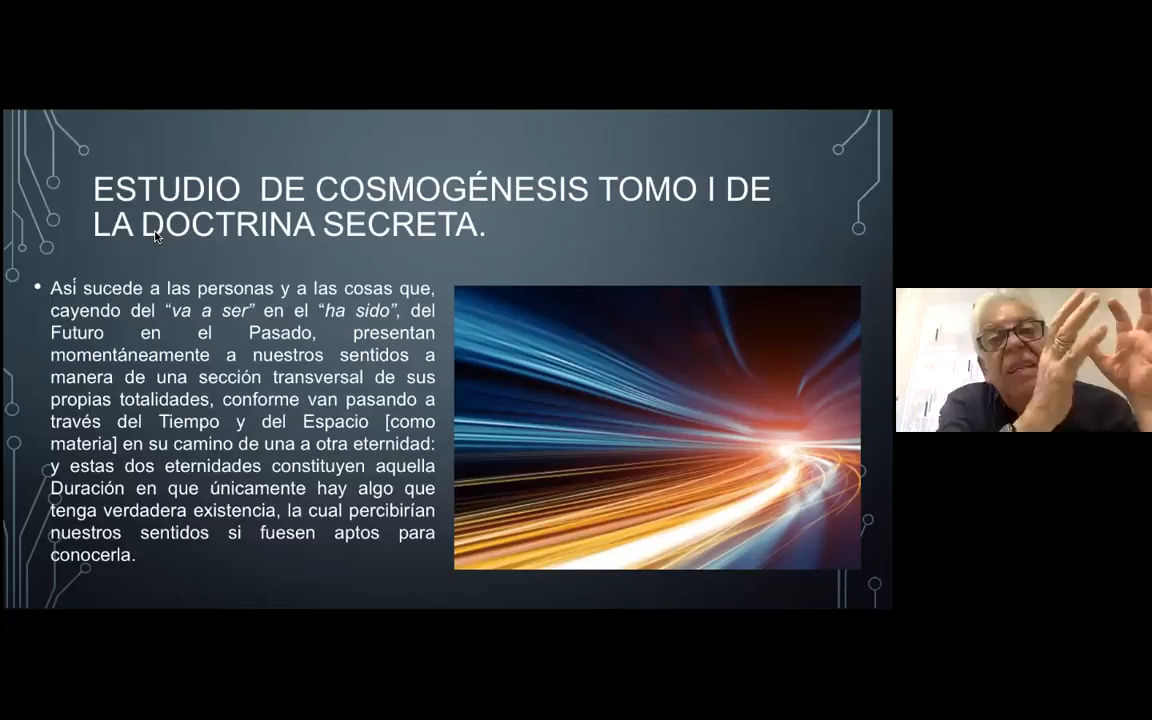 ESTUDIO DE COSMOGÉNESIS TOMO I DE
LA DOCTRINA SECRETA.
• Así sucede a las personas y a las cosas que,
cayendo del “va a ser” en el “ha sido”, del
Futuro en el Pasado, presentan
momentáneamente a nuestros sentidos a
manera de una sección transversal de sus
propias totalidades, conforme van pasando a
través del Tiempo y del Espacio [como
materia] en su camino de una a otra eternidad:
y estas dos eternidades constituyen aquella
Duración en que únicamente hay algo que
tenga verdadera existencia, la cual percibirían
nuestros sentidos si fuesen aptos para
conocerla.